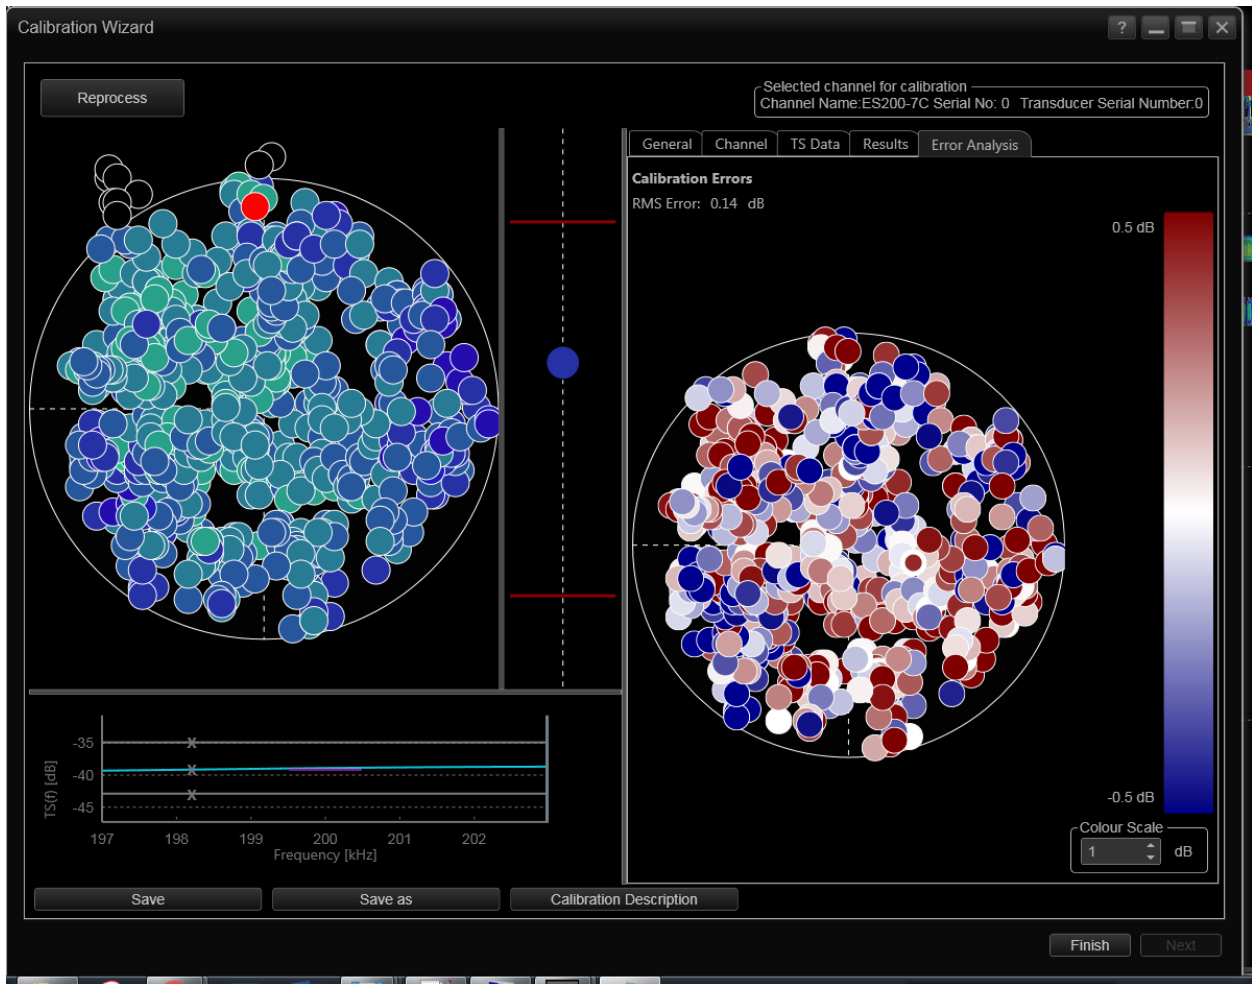 Calibration Wizard
?
Reprocess
Selected channel for calibration
Channel Name:ES200-7C Serial No: 0 Transducer Serial Number:0
General
Channel
TS Data
Results
Error Analysis
Calibration Errors
RMS Error: 0.14 dB
0.5 dB
-0.5 dB
Colour Scale
1
dB
TS(f) [dB]
-35
-40
-45
X
X
X
197
198
199
200
201
202
Frequency [kHz]
Save
Save as
Calibration Description
Finish
Next